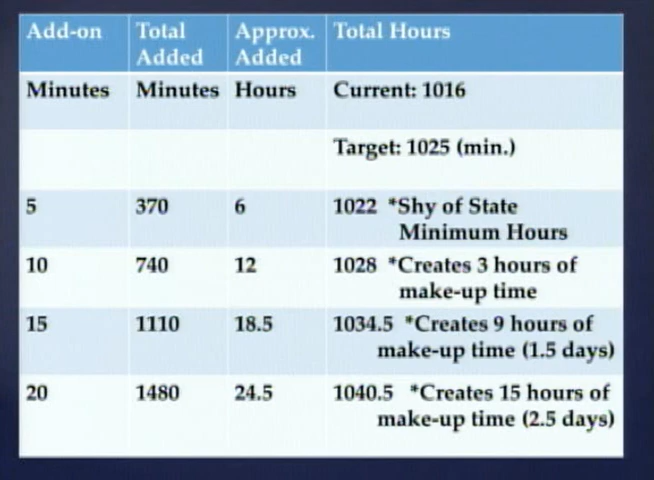 Add-on Total Added Approx. Added Total Hours
Minutes Minutes Hours Current: 1016
Target: 1025 (min.)
5 370 6 1022 *Shy of State
Minimum Hours
10 740 12 1028 *Creates 3 hours of
make-up time
15 1110 18.5 1034.5 *Creates 9 hours of
make-up time (1.5 days)
20 1480 24.5 1040.5 *Creates 15 hours of
make-up time (2.5 days)